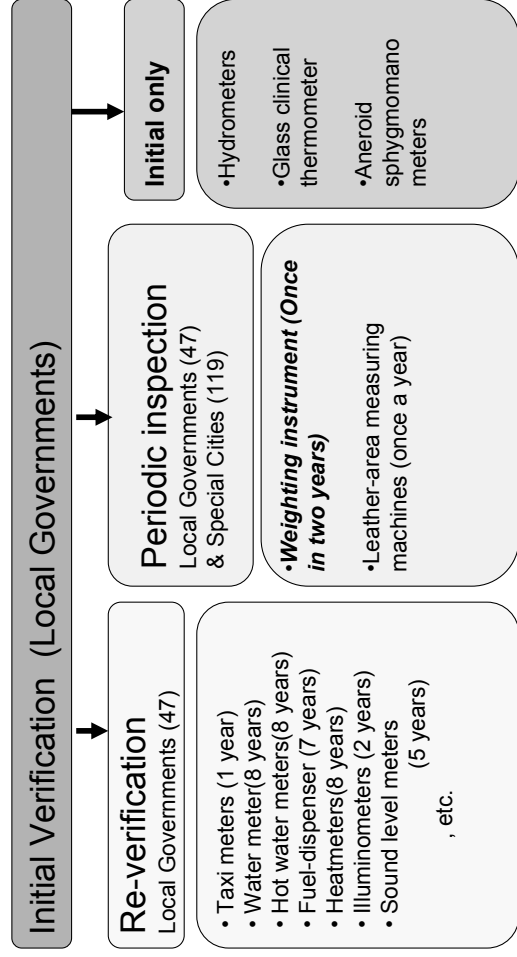 Initial Verification (Local Governments)
Re-verification
Local Governments (47)
• Taxi meters (1 year)
• Water meter(8 years)
• Hot water meters(8 years)
• Fuel-dispenser (7 years)
• Heatmeters(8 years)
• Illuminometers (2 years)
• Sound level meters
(5 years)
, etc.
Periodic inspection
Local Governments (47)
& Special Cities (119)
•Weighting instrument (Once
in two years)
•Leather-area measuring
machines (once a year)
Initial only
•Hydrometers
•Glass clinical
thermometer
•Aneroid
sphygmomano
meters